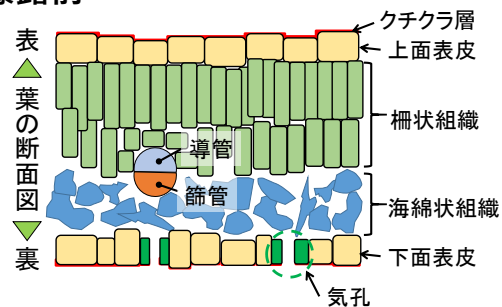 表
葉の断面図
裏
クチクラ層
上面表皮
柵状組織
導管
篩管
海綿状組織
下面表皮
気孔